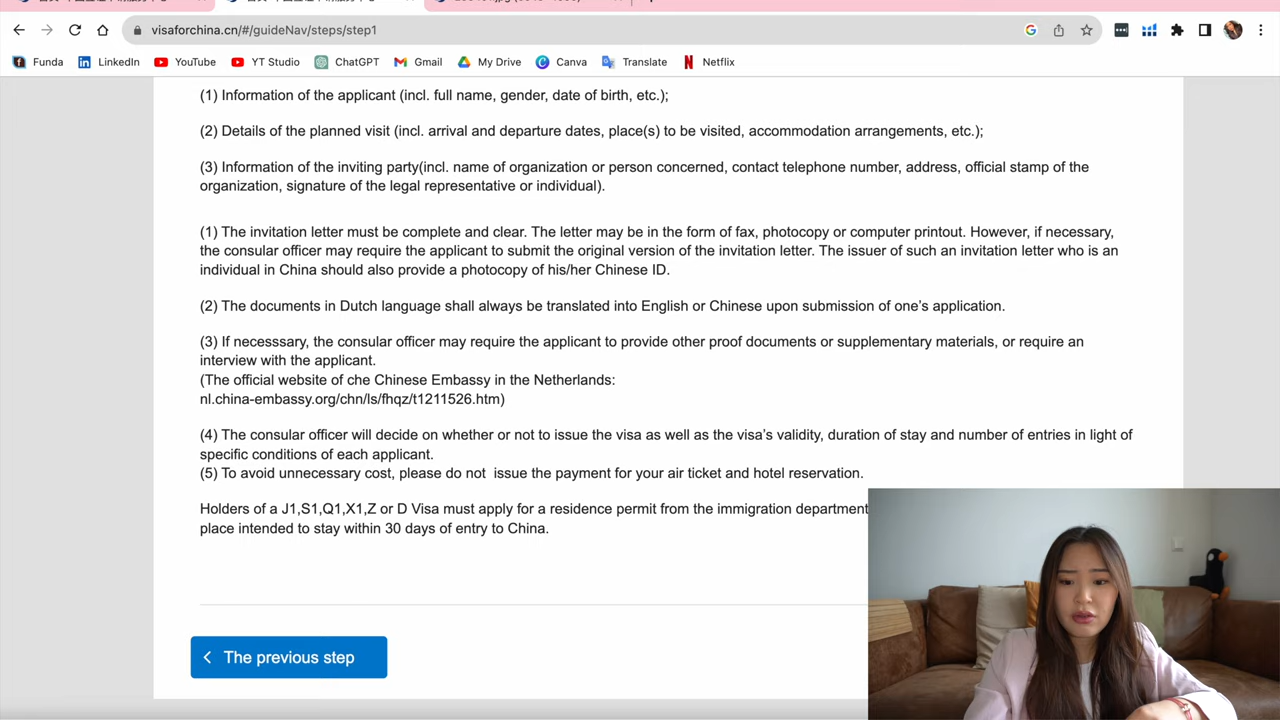 visaforchina.cn/#/guideNav/steps/step1
Funda LinkedIn YouTube YT Studio ChatGPT Gmail My Drive Canva Translate Netflix
(1) Information of the applicant (incl. full name, gender, date of birth, etc.);
(2) Details of the planned visit (incl. arrival and departure dates, place(s) to be visited, accommodation arrangements, etc.);
(3) Information of the inviting party(incl. name of organization or person concerned, contact telephone number, address, official stamp of the
organization, signature of the legal representative or individual).
(1) The invitation letter must be complete and clear. The letter may be in the form of fax, photocopy or computer printout. However, if necessary,
the consular officer may require the applicant to submit the original version of the invitation letter. The issuer of such an invitation letter who is an
individual in China should also provide a photocopy of his/her Chinese ID.
(2) The documents in Dutch language shall always be translated into English or Chinese upon submission of one’s application.
(3) If necesssary, the consular officer may require the applicant to provide other proof documents or supplementary materials, or require an
interview with the applicant.
(The official website of che Chinese Embassy in the Netherlands:
nl.china-embassy.org/chn/ls/fhqz/t1211526.htm)
(4) The consular officer will decide on whether or not to issue the visa as well as the visa’s validity, duration of stay and number of entries in light of
specific conditions of each applicant.
(5) To avoid unnecessary cost, please do not issue the payment for your air ticket and hotel reservation.
Holders of a J1,S1,Q1,X1,Z or D Visa must apply for a residence permit from the immigration department
place intended to stay within 30 days of entry to China.
The previous step